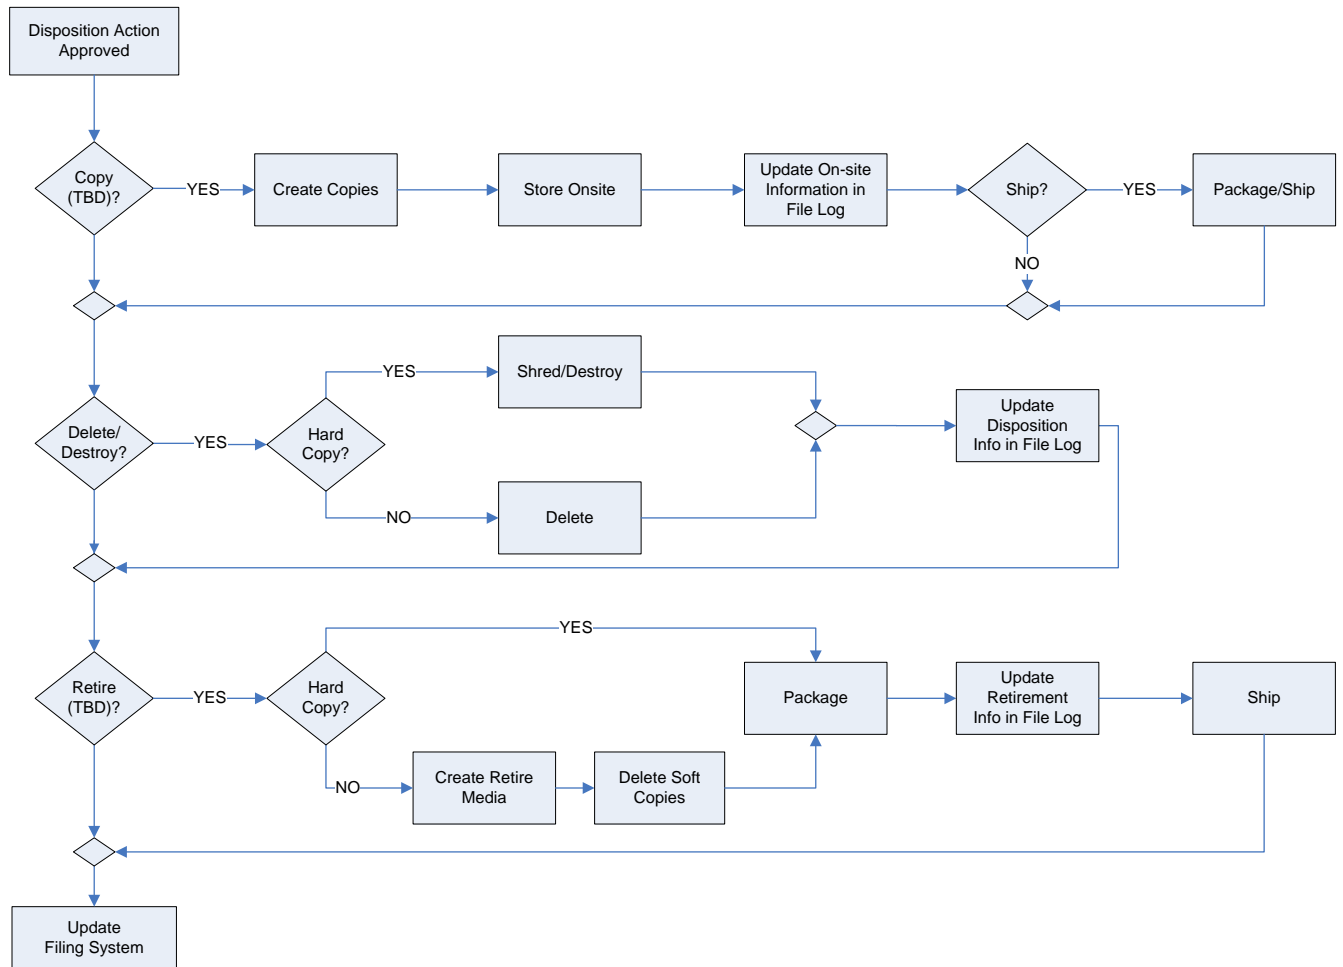 Disposition Action
Approved
Copy
(TBD)?
YES
Create Copies
Store Onsite
Update On-site
Information in
File Log
Ship?
YES
Package/Ship
NO
Delete/
Destroy?
YES
Hard
Copy?
YES
Shred/Destroy
NO
Delete
Update
Disposition
Info in File Log
Retire
(TBD)?
YES
Hard
Copy?
YES
NO
Create Retire
Media
Delete Soft
Copies
Package
Update
Retirement
Info in File Log
Ship
Update
Filing System